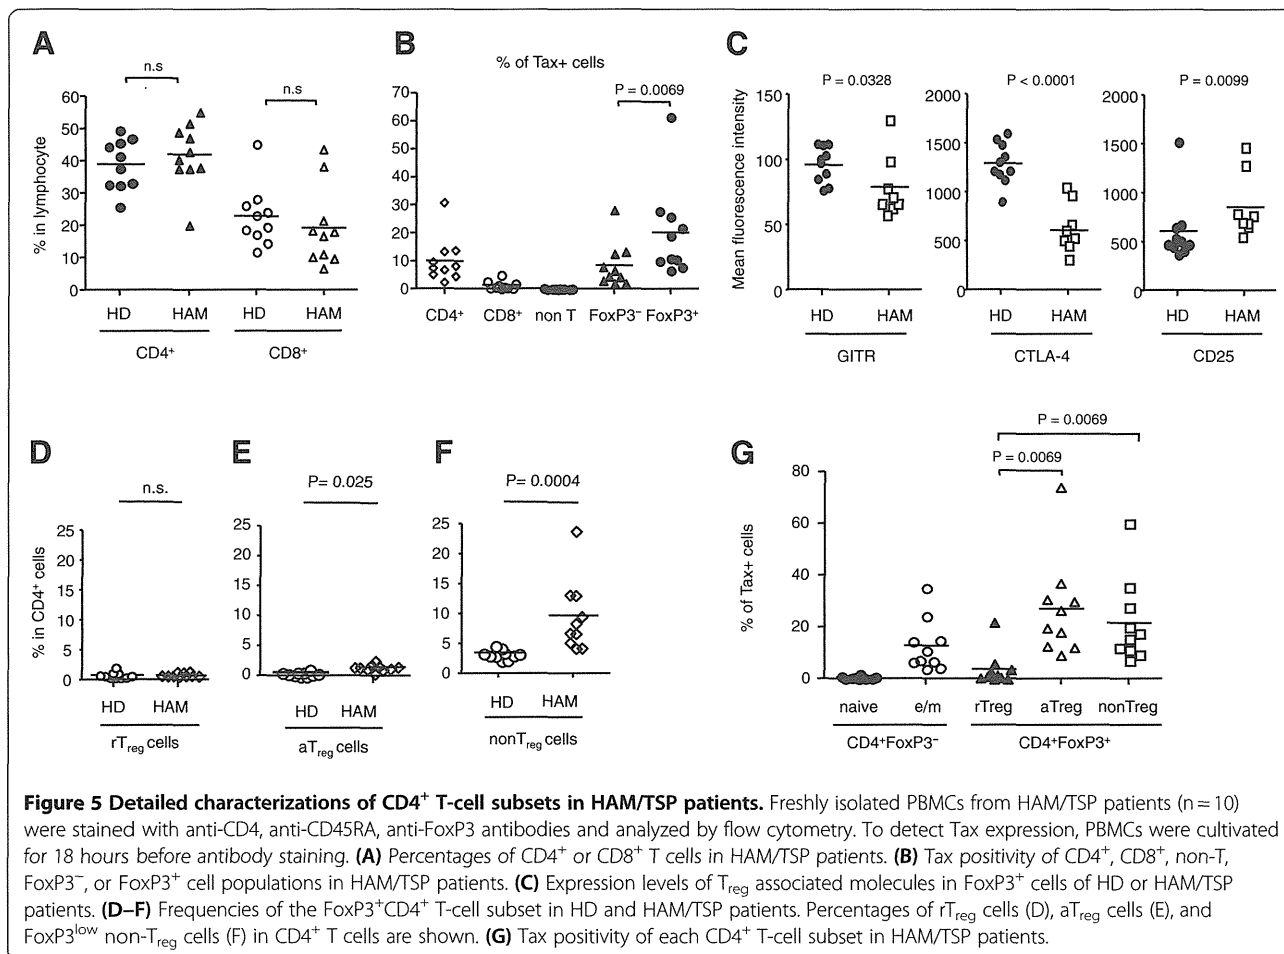 A
n.s
n.s
% in lymphocyte
60
50
40
30
20
10
0
HD HAM HD HAM
CD4⁺ CD8⁺
B
% of Tax+ cells
P = 0.0069
70
60
50
40
30
20
10
0
CD4⁺ CD8⁺ non T FoxP3⁻ FoxP3⁺
C
Mean fluorescence intensity
P = 0.0328
150
100
50
0
HD HAM
GITR
P < 0.0001
2000
1500
1000
500
0
HD HAM
CTLA-4
P = 0.0099
2000
1500
1000
500
0
HD HAM
CD25
D
n.s.
% in CD4⁺ cells
25
20
15
10
5
0
HD HAM
rTreg cells
E
P= 0.025
25
20
15
10
5
0
HD HAM
aTreg cells
F
P= 0.0004
25
20
15
10
5
0
HD HAM
nonTreg cells
G
P = 0.0069
P = 0.0069
% of Tax+ cells
80
60
40
20
0
naive e/m rTreg aTreg nonTreg
CD4⁺FoxP3⁻ CD4⁺FoxP3⁺
Figure 5 Detailed characterizations of CD4⁺ T-cell subsets in HAM/TSP patients. Freshly isolated PBMCs from HAM/TSP patients (n = 10)
were stained with anti-CD4, anti-CD45RA, anti-FoxP3 antibodies and analyzed by flow cytometry. To detect Tax expression, PBMCs were cultivated
for 18 hours before antibody staining. (A) Percentages of CD4⁺ or CD8⁺ T cells in HAM/TSP patients. (B) Tax positivity of CD4⁺, CD8⁺, non-T,
FoxP3⁻, or FoxP3⁺ cell populations in HAM/TSP patients. (C) Expression levels of Treg associated molecules in FoxP3⁺ cells of HD or HAM/TSP
patients. (D–F) Frequencies of the FoxP3⁺CD4⁺ T-cell subset in HD and HAM/TSP patients. Percentages of rTreg cells (D), aTreg cells (E), and
FoxP3low non-Treg cells (F) in CD4⁺ T cells are shown. (G) Tax positivity of each CD4⁺ T-cell subset in HAM/TSP patients.